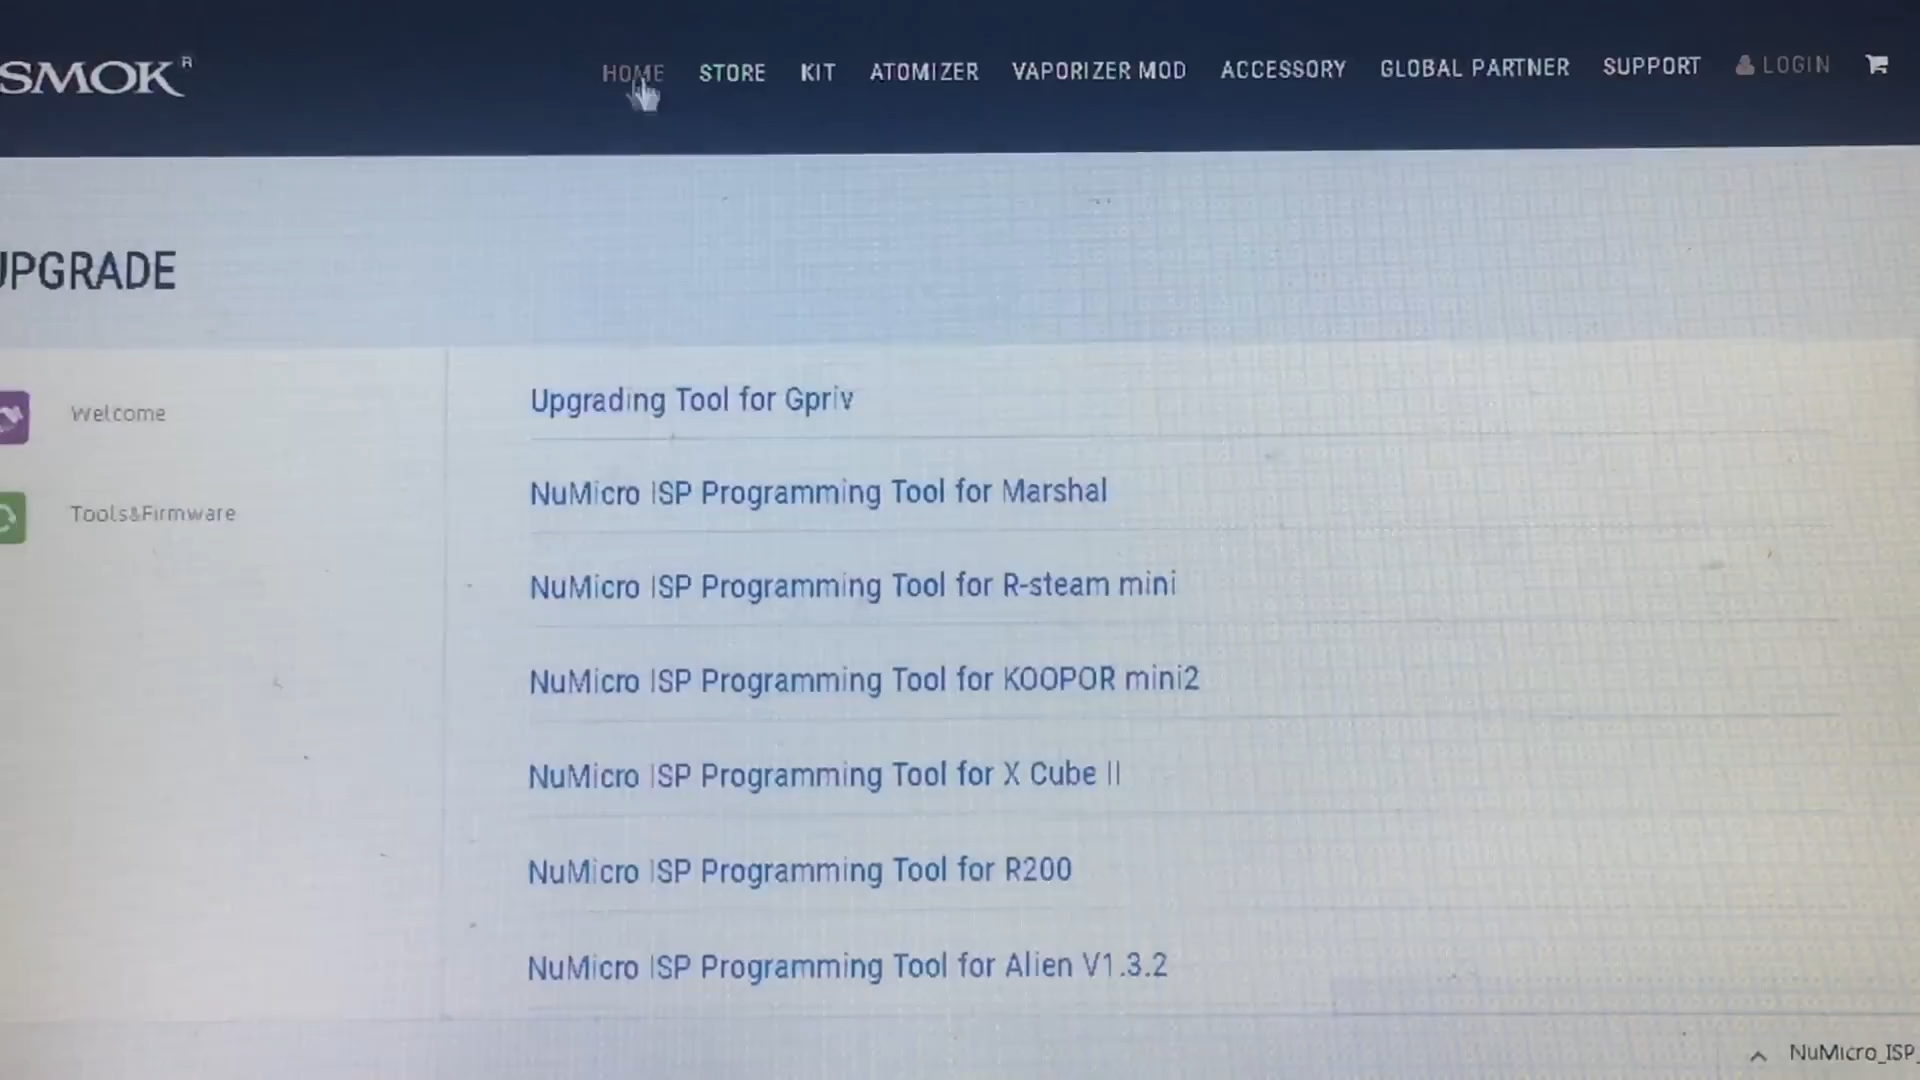 SMOK R
HOME STORE KIT ATOMIZER VAPORIZER MOD ACCESSORY GLOBAL PARTNER SUPPORT LOGIN
UPGRADE
Welcome
Tools&Firmware
Upgrading Tool for Gpriv
NuMicro ISP Programming Tool for Marshal
NuMicro ISP Programming Tool for R-steam mini
NuMicro ISP Programming Tool for KOOPOR mini2
NuMicro ISP Programming Tool for X Cube II
NuMicro ISP Programming Tool for R200
NuMicro ISP Programming Tool for Alien V1.3.2
NuMicro_ISP_